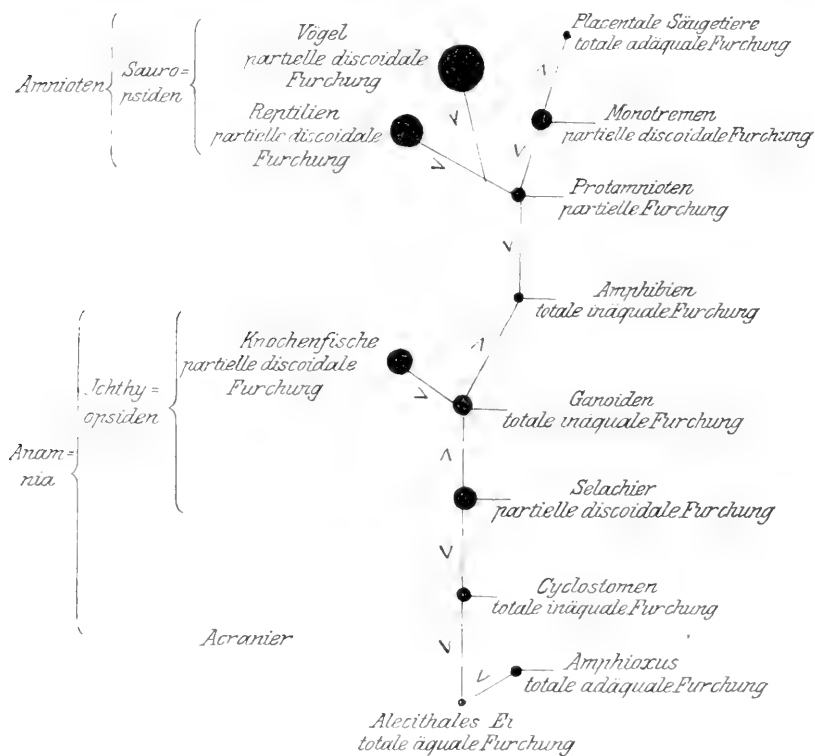 Placentale Säugetiere
totale adäquale Furchung
Vögel
partielle discoidale
Furchung
Amnioten
Sauro=
psiden
Reptilien
partielle discoidale
Furchung
Monotremen
partielle discoidale Furchung
Protamnioten
partielle Furchung
Amphibien
totale inäquale Furchung
Knochenfische
partielle discoidale
Furchung
Ichthy=
opsiden
Ganoiden
totale inäquale Furchung
Anam=
nia
Selachier
partielle discoidale Furchung
Cyclostomen
totale inäquale Furchung
Acranier
Amphioxus
totale adäquale Furchung
Alecithales Ei
totale äquale Furchung